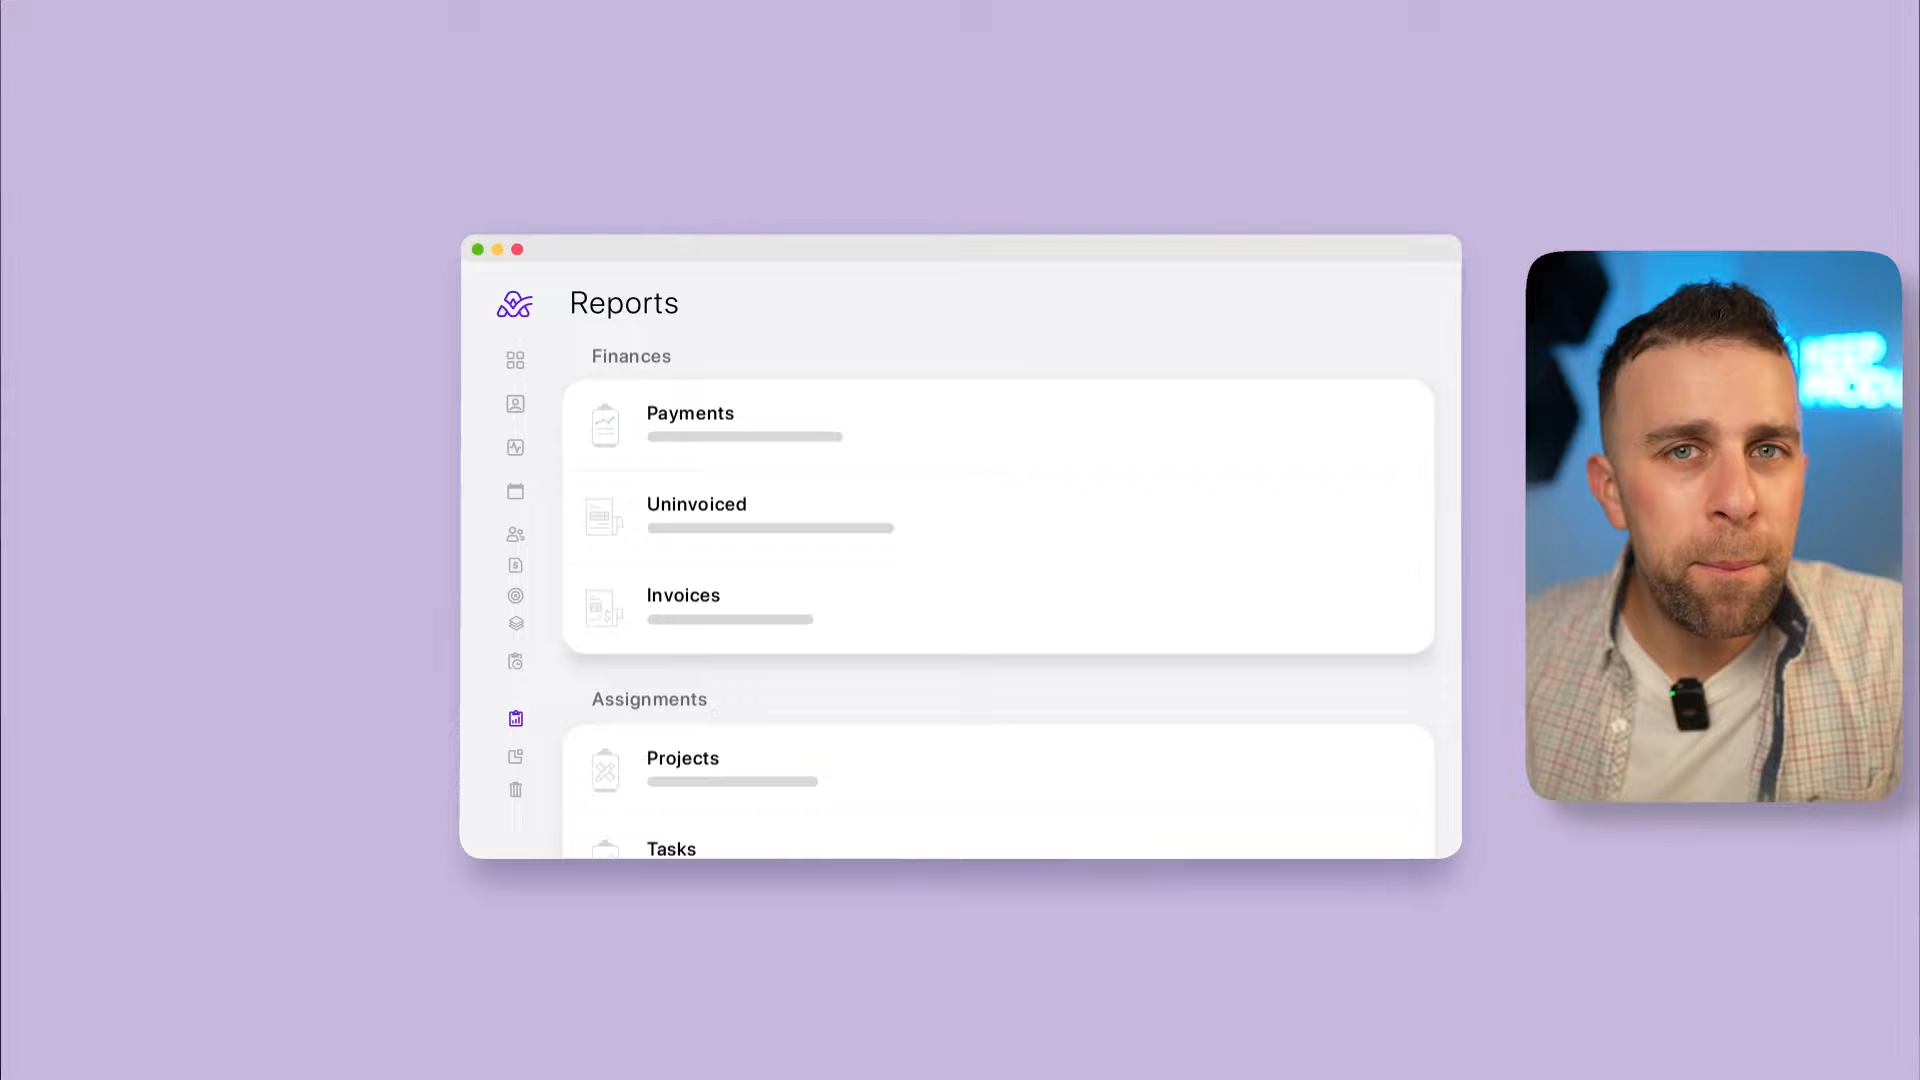 Reports
Finances
Payments
Uninvoiced
Invoices
Assignments
Projects
Tasks